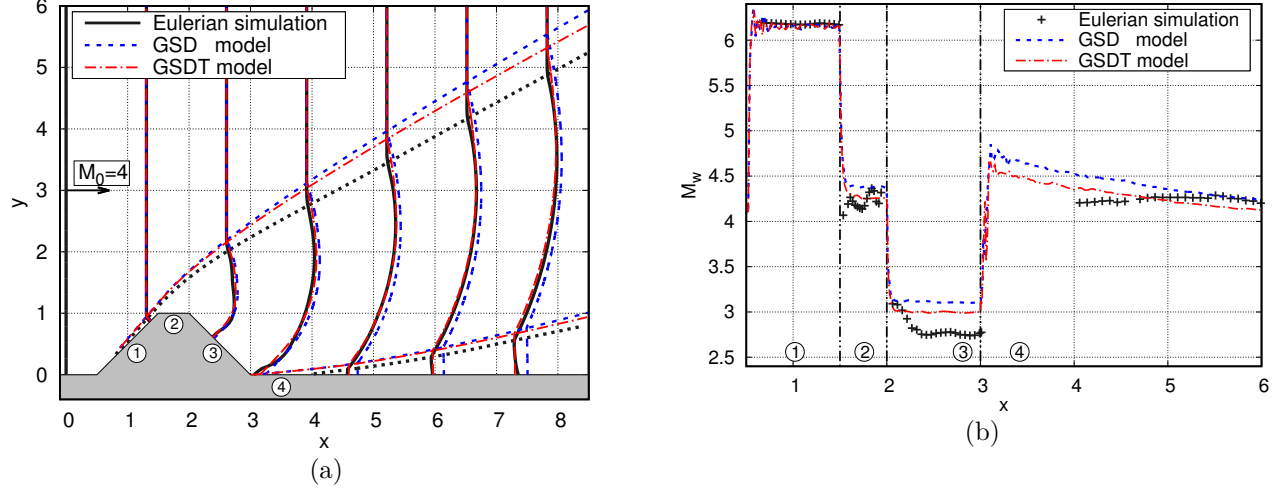 6
5
4
3
2
1
0
y
Eulerian simulation
GSD model
GSDT model
M_0=4
①
②
③
④
0 1 2 3 4 5 6 7 8
x
(a)
6
5.5
5
4.5
4
3.5
3
2.5
M_w
Eulerian simulation
GSD model
GSDT model
① ② ③ ④
1 2 3 4 5 6
x
(b)